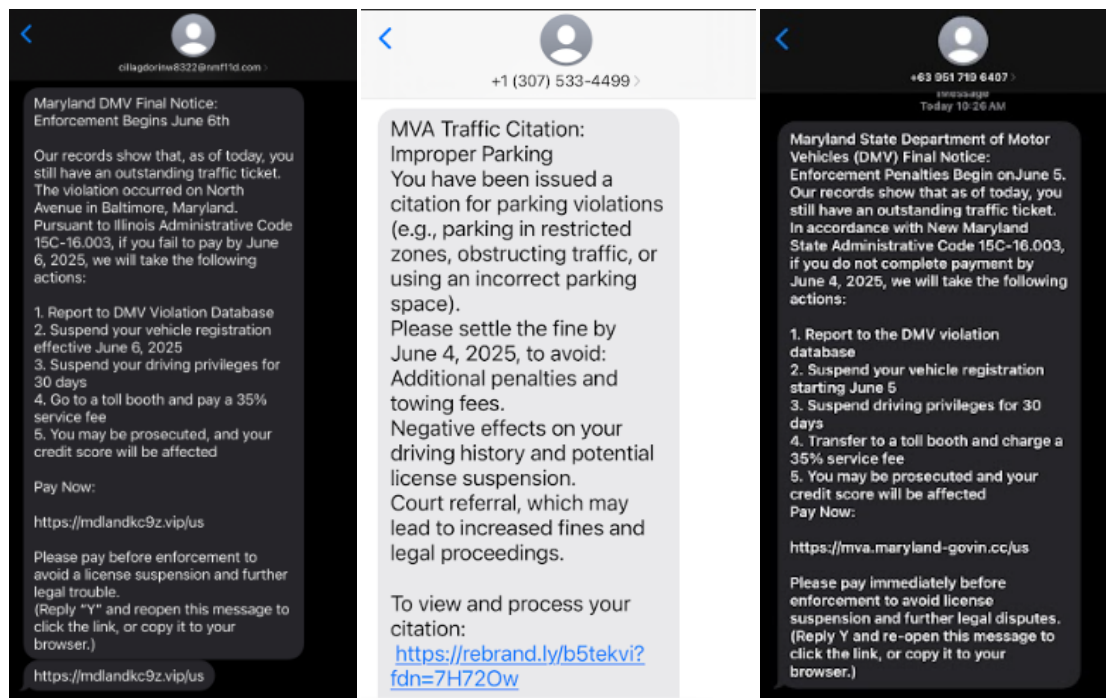 cillagdorinw8322@nmf11d.com >
Maryland DMV Final Notice:
Enforcement Begins June 6th
Our records show that, as of today, you
still have an outstanding traffic ticket.
The violation occurred on North
Avenue in Baltimore, Maryland.
Pursuant to Illinois Administrative Code
15C-16.003, if you fail to pay by June
6, 2025, we will take the following
actions:
1. Report to DMV Violation Database
2. Suspend your vehicle registration
effective June 6, 2025
3. Suspend your driving privileges for
30 days
4. Go to a toll booth and pay a 35%
service fee
5. You may be prosecuted, and your
credit score will be affected
Pay Now:
https://mdlandkc9z.vip/us
Please pay before enforcement to
avoid a license suspension and further
legal trouble.
(Reply "Y" and reopen this message to
click the link, or copy it to your
browser.)
https://mdlandkc9z.vip/us
+1 (307) 533-4499 >
MVA Traffic Citation:
Improper Parking
You have been issued a
citation for parking violations
(e.g., parking in restricted
zones, obstructing traffic, or
using an incorrect parking
space).
Please settle the fine by
June 4, 2025, to avoid:
Additional penalties and
towing fees.
Negative effects on your
driving history and potential
license suspension.
Court referral, which may
lead to increased fines and
legal proceedings.
To view and process your
citation:
https://rebrand.ly/b5tekvi?
fdn=7H72Ow
+63 951 719 6407 >
iMessage
Today 10:26 AM
Maryland State Department of Motor
Vehicles (DMV) Final Notice:
Enforcement Penalties Begin onJune 5.
Our records show that as of today, you
still have an outstanding traffic ticket.
In accordance with New Maryland
State Administrative Code 15C-16.003,
if you do not complete payment by
June 4, 2025, we will take the following
actions:
1. Report to the DMV violation
database
2. Suspend your vehicle registration
starting June 5
3. Suspend driving privileges for 30
days
4. Transfer to a toll booth and charge a
35% service fee
5. You may be prosecuted and your
credit score will be affected
Pay Now:
https://mva.maryland-govin.cc/us
Please pay immediately before
enforcement to avoid license
suspension and further legal disputes.
(Reply Y and re-open this message to
click the link, or copy it to your
browser.)